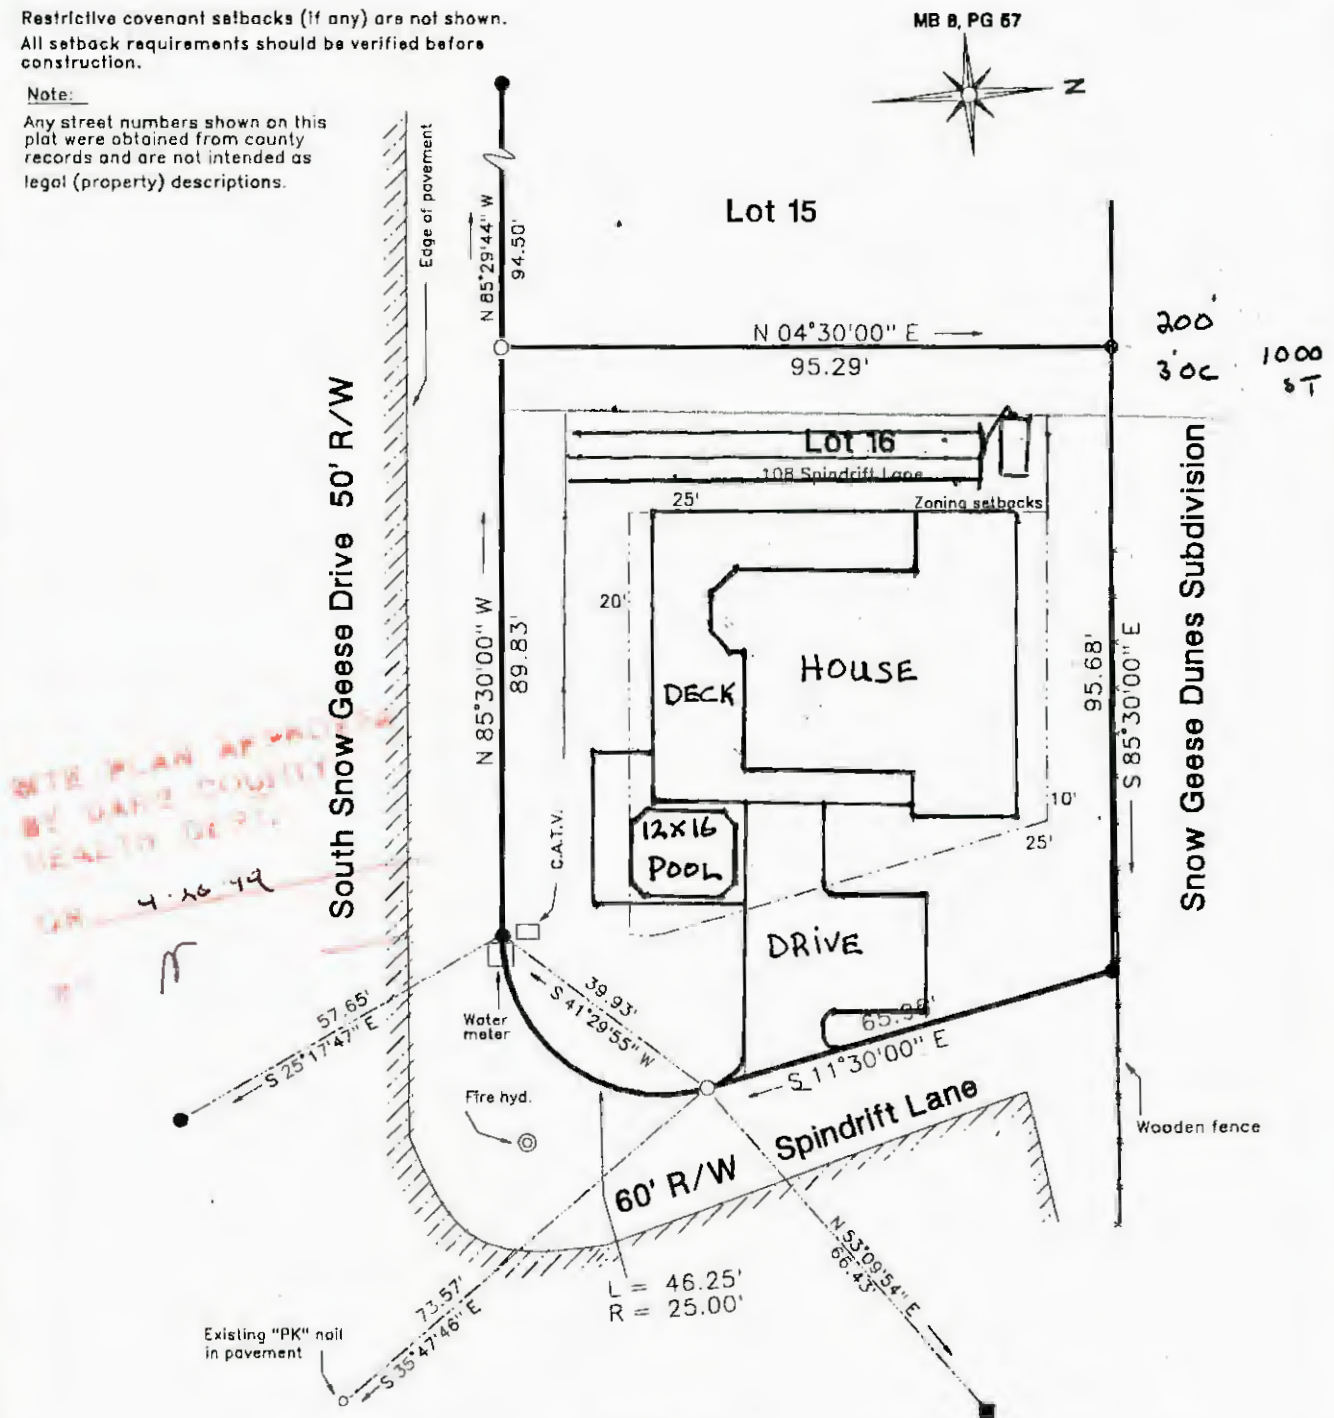 Restrictive covenant setbacks (if any) are not shown.
All setback requirements should be verified before
construction.
Note:
Any street numbers shown on this
plat were obtained from county
records and are not intended as
legal (property) descriptions.
MB 8, PG 57
N
Edge of pavement
N 85°29'44" W
94.50'
Lot 15
N 04°30'00" E
95.29'
200'
3'OC
1000
ST
Lot 16
108 Spindrift Lane
Zoning setbacks
25'
20'
South Snow Geese Drive 50' R/W
N 85°30'00" W
89.83'
HOUSE
DECK
95.68'
S 85°30'00" E
Snow Geese Dunes Subdivision
10'
25'
12x16
POOL
C.A.T.V.
DRIVE
SITE PLAN APPROVED
BY DARE COUNTY
HEALTH DEPT.
ON
BY
57.65'
S 25°17'47" E
Water
meter
39.93'
S 41°29'55" W
S 11°30'00" E
Fire hyd.
60' R/W Spindrift Lane
Wooden fence
N 53°09'54" E
66.43'
L = 46.25'
R = 25.00'
73.57'
S 35°47'46" E
Existing "PK" nail
in pavement